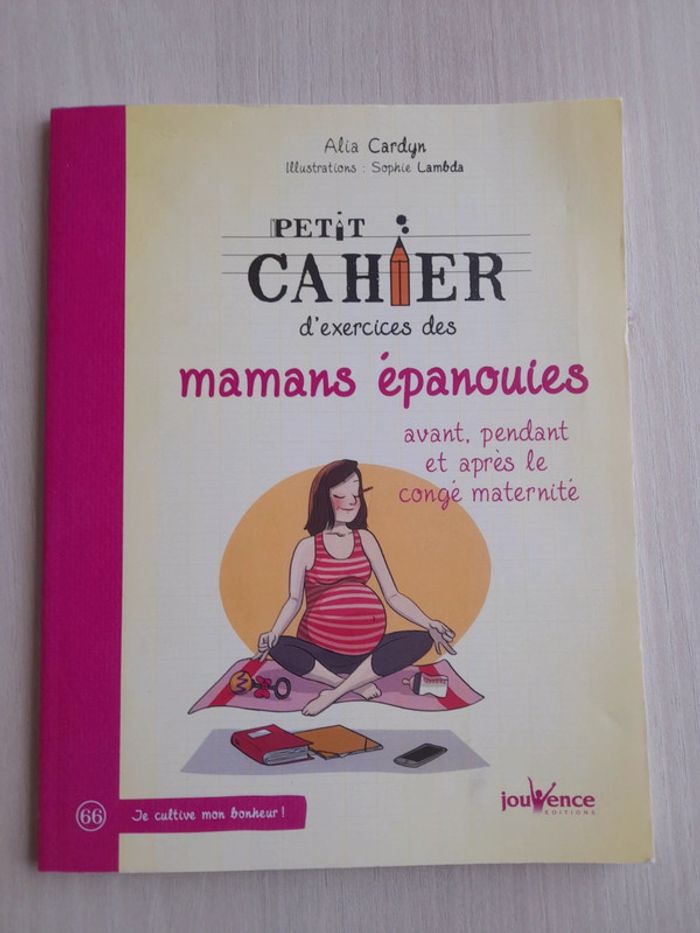 Alia Cardyn
Illustrations : Sophie Lambda
PETIT
CAHIER
d'exercices des
mamans épanouies
avant, pendant
et après le
congé maternité
66 Je cultive mon bonheur !
jouvence
EDITIONS